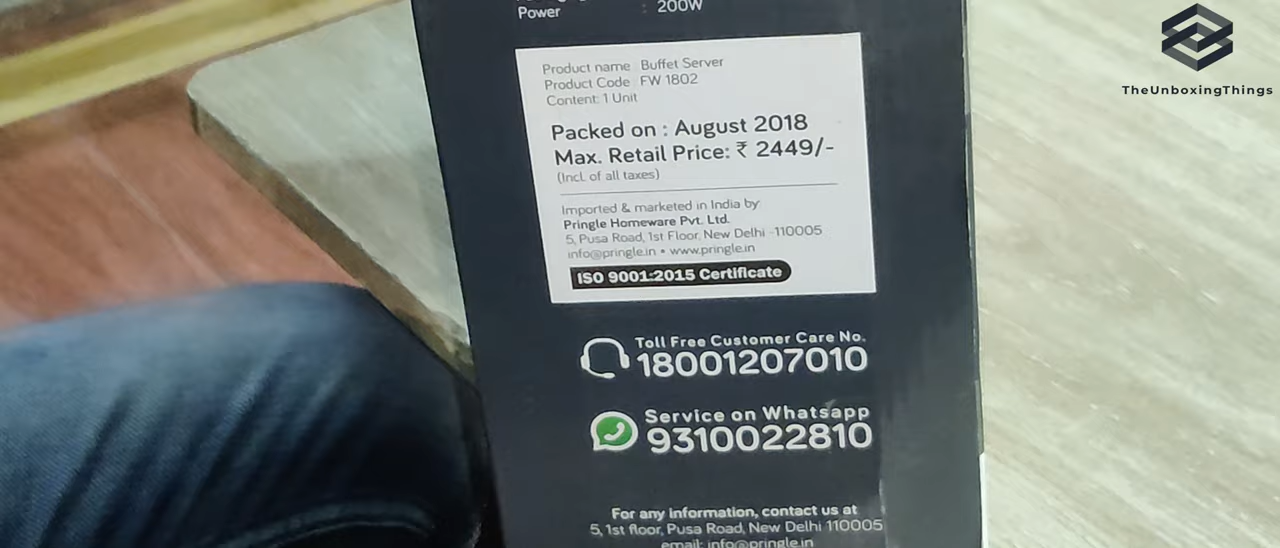 Power : 200W
TheUnboxingThings
Product name Buffet Server
Product Code FW 1802
Content: 1 Unit
Packed on : August 2018
Max. Retail Price: ₹ 2449/-
(Incl. of all taxes)
Imported & marketed in India by
Pringle Homeware Pvt. Ltd.
5, Pusa Road, 1st Floor, New Delhi -110005
info@pringle.in • www.pringle.in
ISO 9001:2015 Certificate
Toll Free Customer Care No.
18001207010
Service on Whatsapp
9310022810
For any information, contact us at
5, 1st floor, Pusa Road, New Delhi 110005
email: info@pringle.in